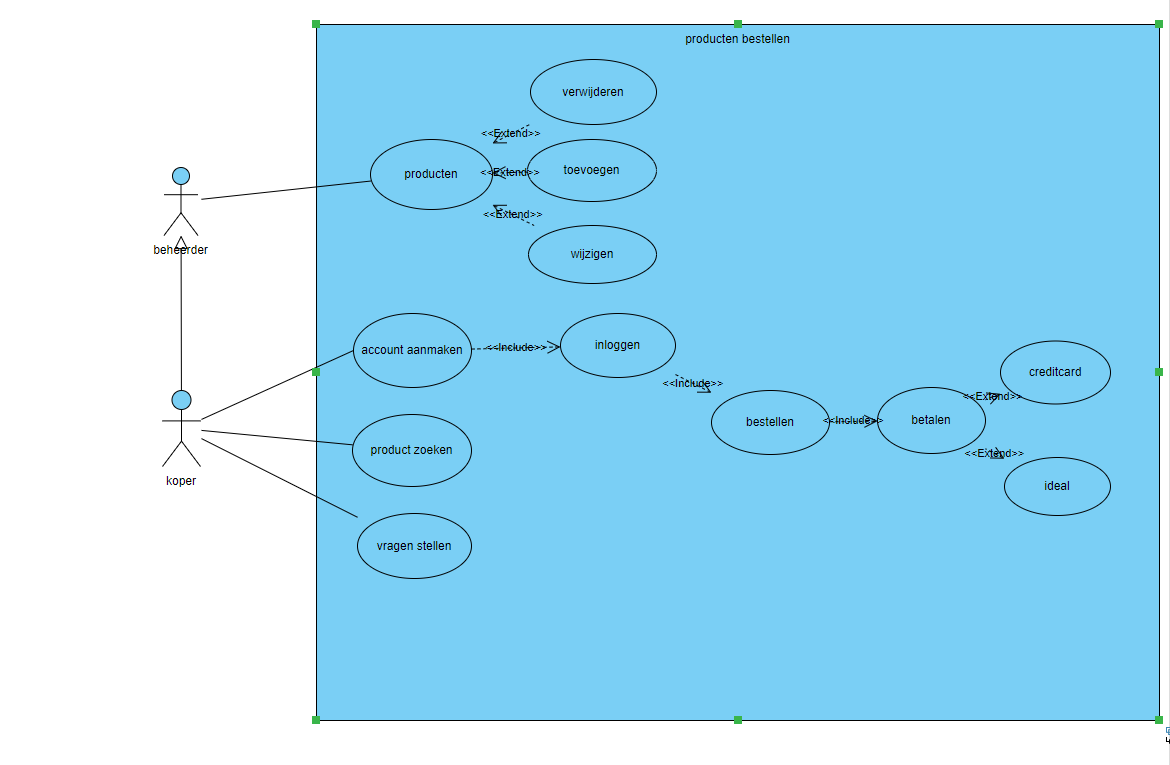 producten bestellen
verwijderen
<<Extend>>
producten
<<Extend>>
toevoegen
<<Extend>>
wijzigen
beheerder
account aanmaken
<<Include>>
inloggen
<<Include>>
bestellen
<<Include>>
betalen
<<Extend>>
creditcard
<<Extend>>
ideal
product zoeken
koper
vragen stellen